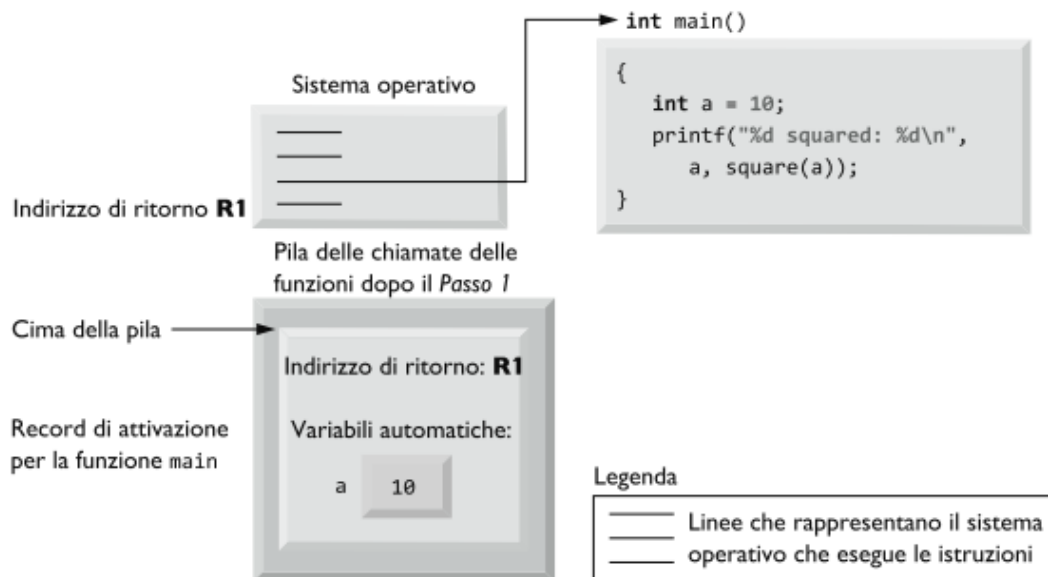 int main()
Sistema operativo
{
int a = 10;
printf("%d squared: %d\n",
a, square(a));
}
Indirizzo di ritorno R1
Pila delle chiamate delle
funzioni dopo il Passo 1
Cima della pila
Indirizzo di ritorno: R1
Record di attivazione
per la funzione main
Variabili automatiche:
a 10
Legenda
Linee che rappresentano il sistema
operativo che esegue le istruzioni